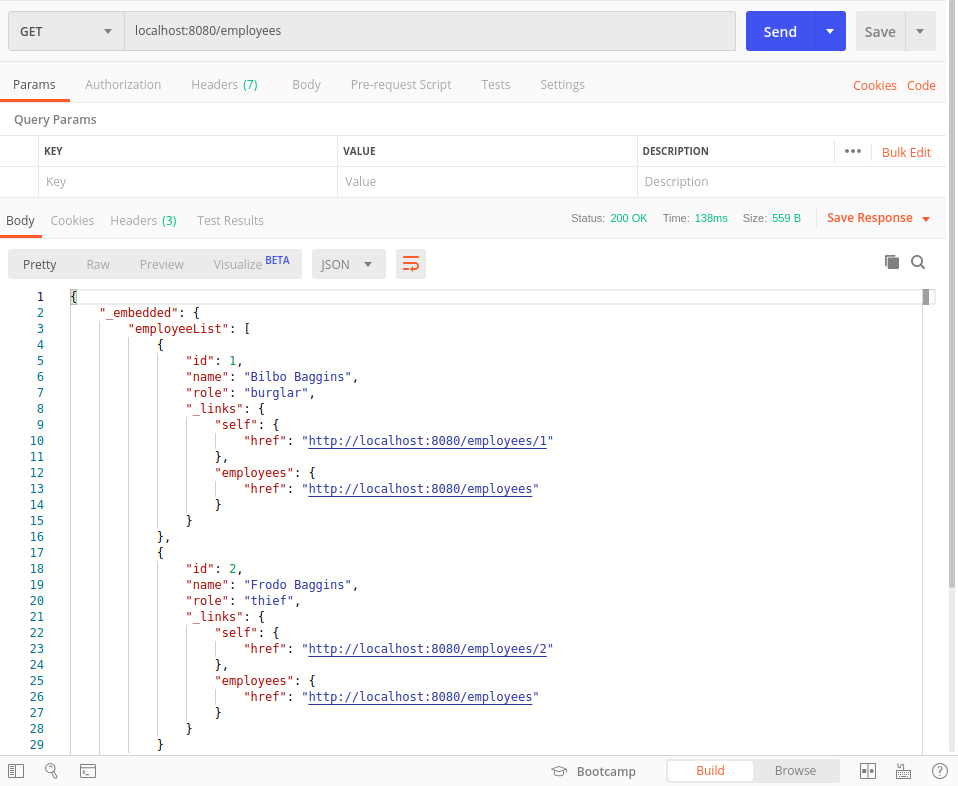 GET localhost:8080/employees Send Save
Params Authorization Headers (7) Body Pre-request Script Tests Settings Cookies Code
Query Params
KEY VALUE DESCRIPTION ••• Bulk Edit
Key Value Description
Body Cookies Headers (3) Test Results Status: 200 OK Time: 138ms Size: 559 B Save Response
Pretty Raw Preview Visualize BETA JSON
1 {
2 "_embedded": {
3 "employeeList": [
4 {
5 "id": 1,
6 "name": "Bilbo Baggins",
7 "role": "burglar",
8 "_links": {
9 "self": {
10 "href": "http://localhost:8080/employees/1"
11 },
12 "employees": {
13 "href": "http://localhost:8080/employees"
14 }
15 }
16 },
17 {
18 "id": 2,
19 "name": "Frodo Baggins",
20 "role": "thief",
21 "_links": {
22 "self": {
23 "href": "http://localhost:8080/employees/2"
24 },
25 "employees": {
26 "href": "http://localhost:8080/employees"
27 }
28 }
29 }
Bootcamp Build Browse